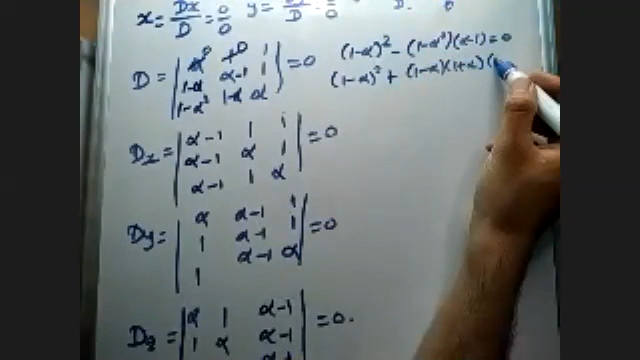 x = Dx/D = 0/0 y = Dy/D = 0
D = | 0 0 1 | = 0 (1-α)² - (1-α²)(α-1) = 0
| 1-α α-1 1 | (1-α)² + (1-α)(1+α)(1
| 1-α² 1-α α |
Dx = | α-1 1 1 | = 0
| α-1 α 1 |
| α-1 1 α |
Dy = | α α-1 1 | = 0
| 1 α-1 1 |
| 1 α-1 α |
Dz = | α 1 α-1 | = 0.
| 1 α α-1 |